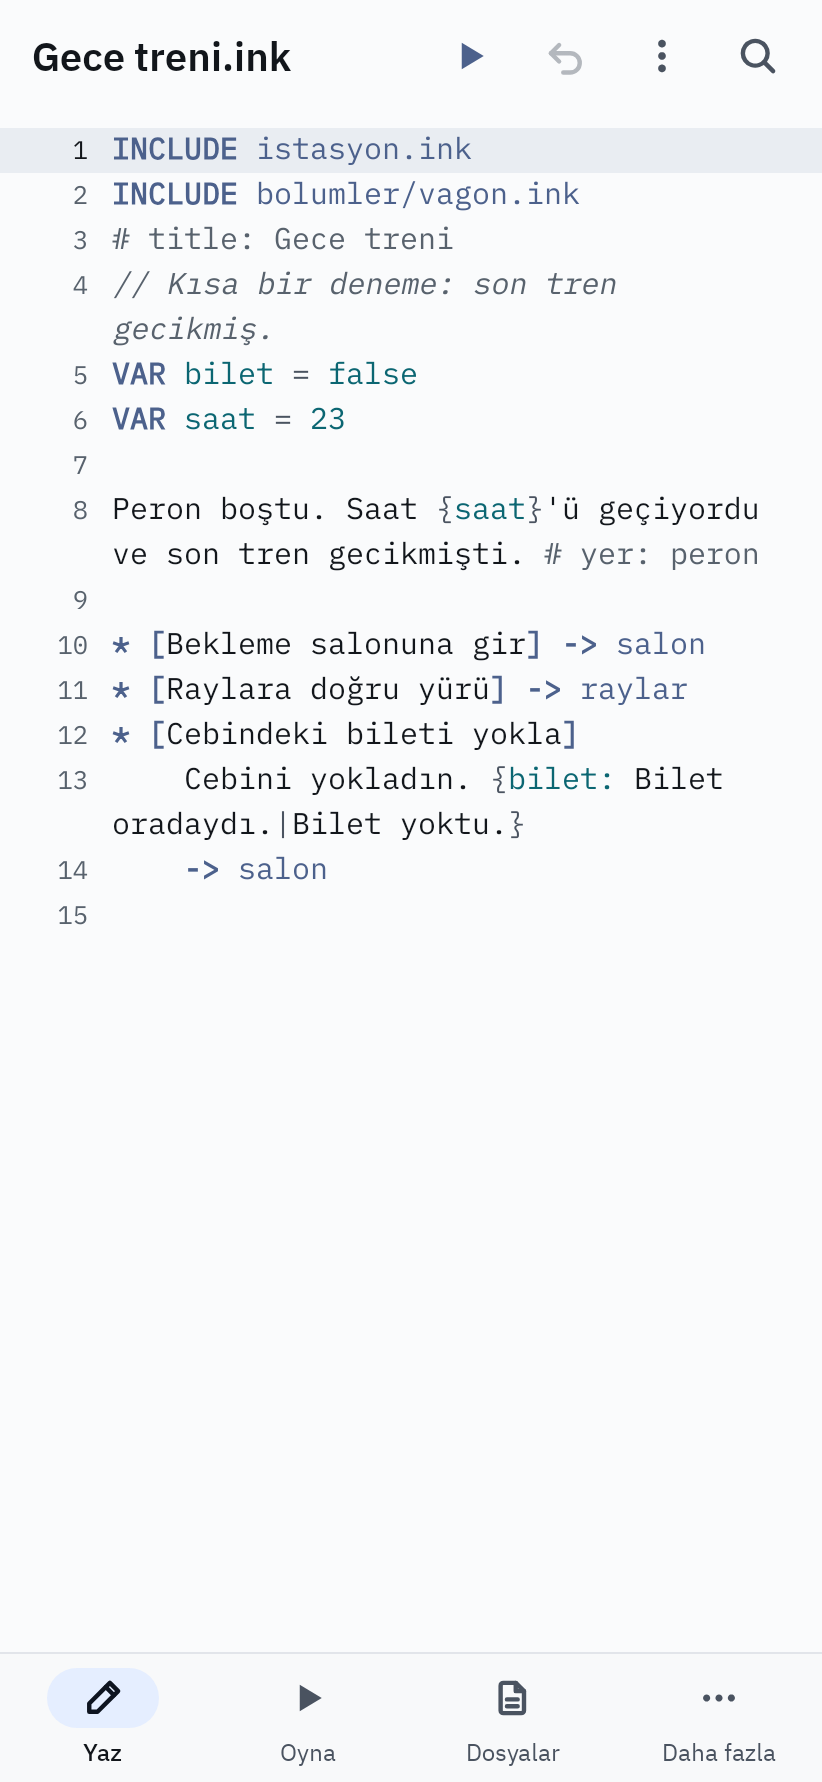 Gece treni.ink
1 INCLUDE istasyon.ink
2 INCLUDE bolumler/vagon.ink
3 # title: Gece treni
4 // Kısa bir deneme: son tren
gecikmiş.
5 VAR bilet = false
6 VAR saat = 23
7
8 Peron boştu. Saat {saat}'ü geçiyordu
ve son tren gecikmişti. # yer: peron
9
10 * [Bekleme salonuna gir] -> salon
11 * [Raylara doğru yürü] -> raylar
12 * [Cebindeki bileti yokla]
13     Cebini yokladın. {bilet: Bilet
oradaydı.|Bilet yoktu.}
14     -> salon
15
Yaz Oyna Dosyalar Daha fazla